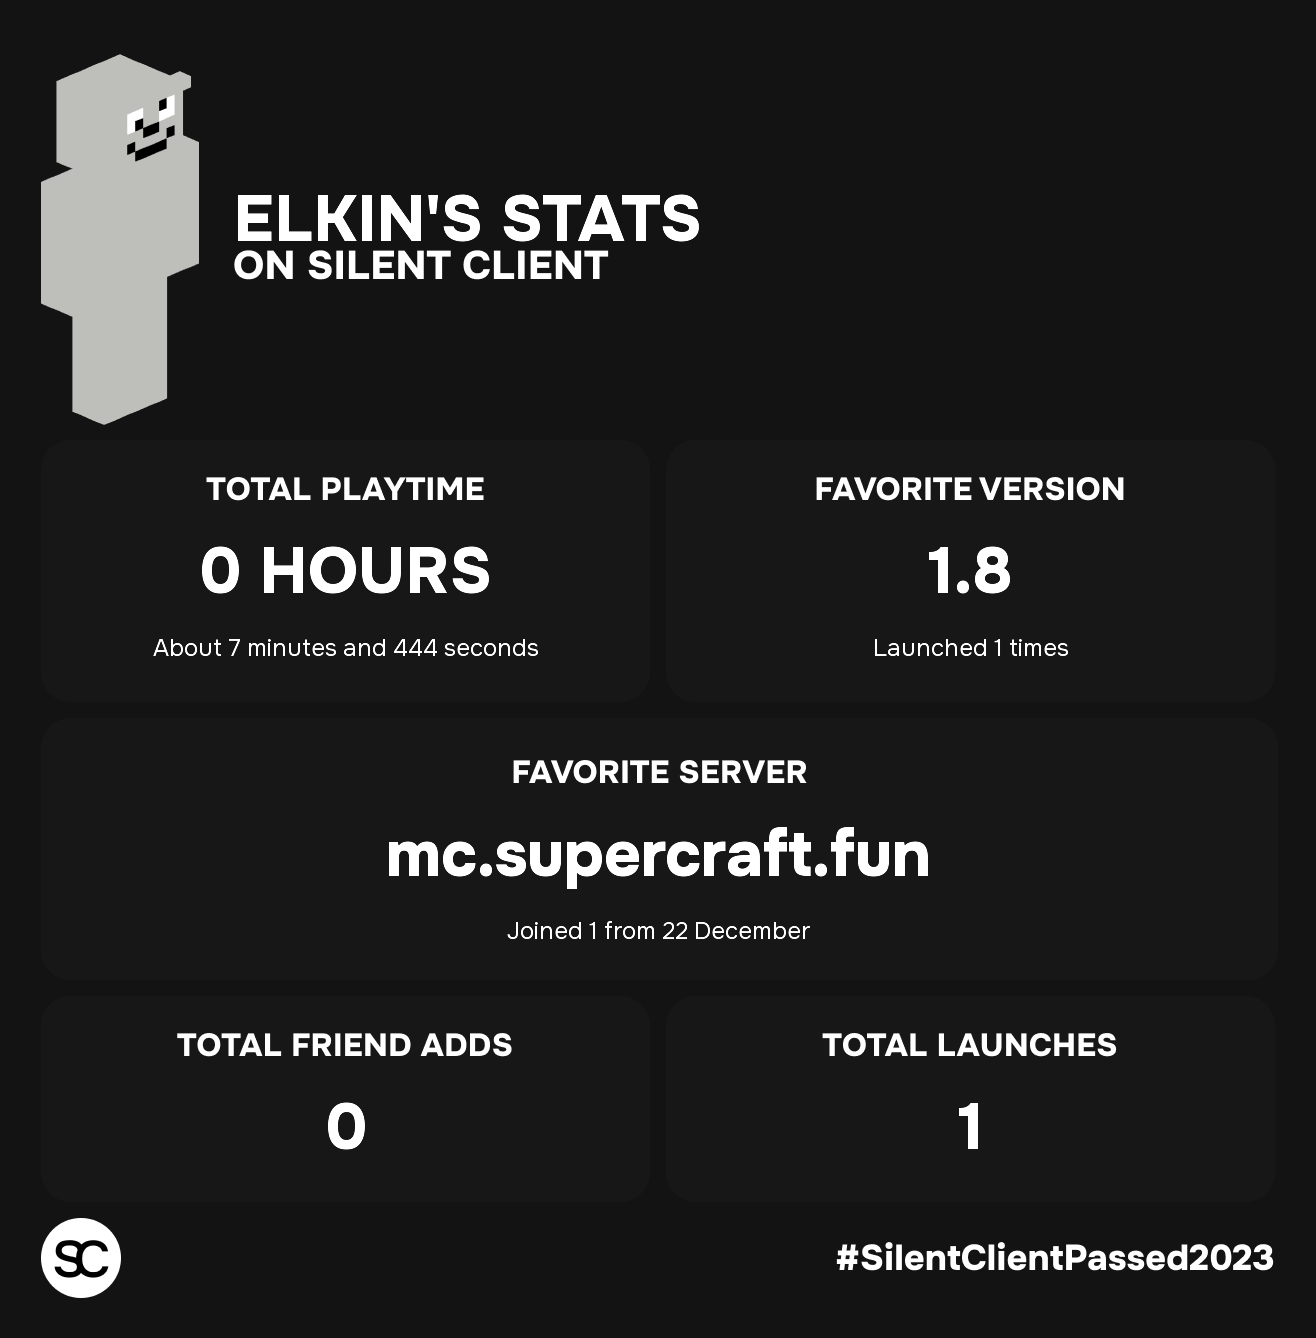 ELKIN'S STATS
ON SILENT CLIENT
TOTAL PLAYTIME
0 HOURS
About 7 minutes and 444 seconds
FAVORITE VERSION
1.8
Launched 1 times
FAVORITE SERVER
mc.supercraft.fun
Joined 1 from 22 December
TOTAL FRIEND ADDS
0
TOTAL LAUNCHES
1
SC
#SilentClientPassed2023